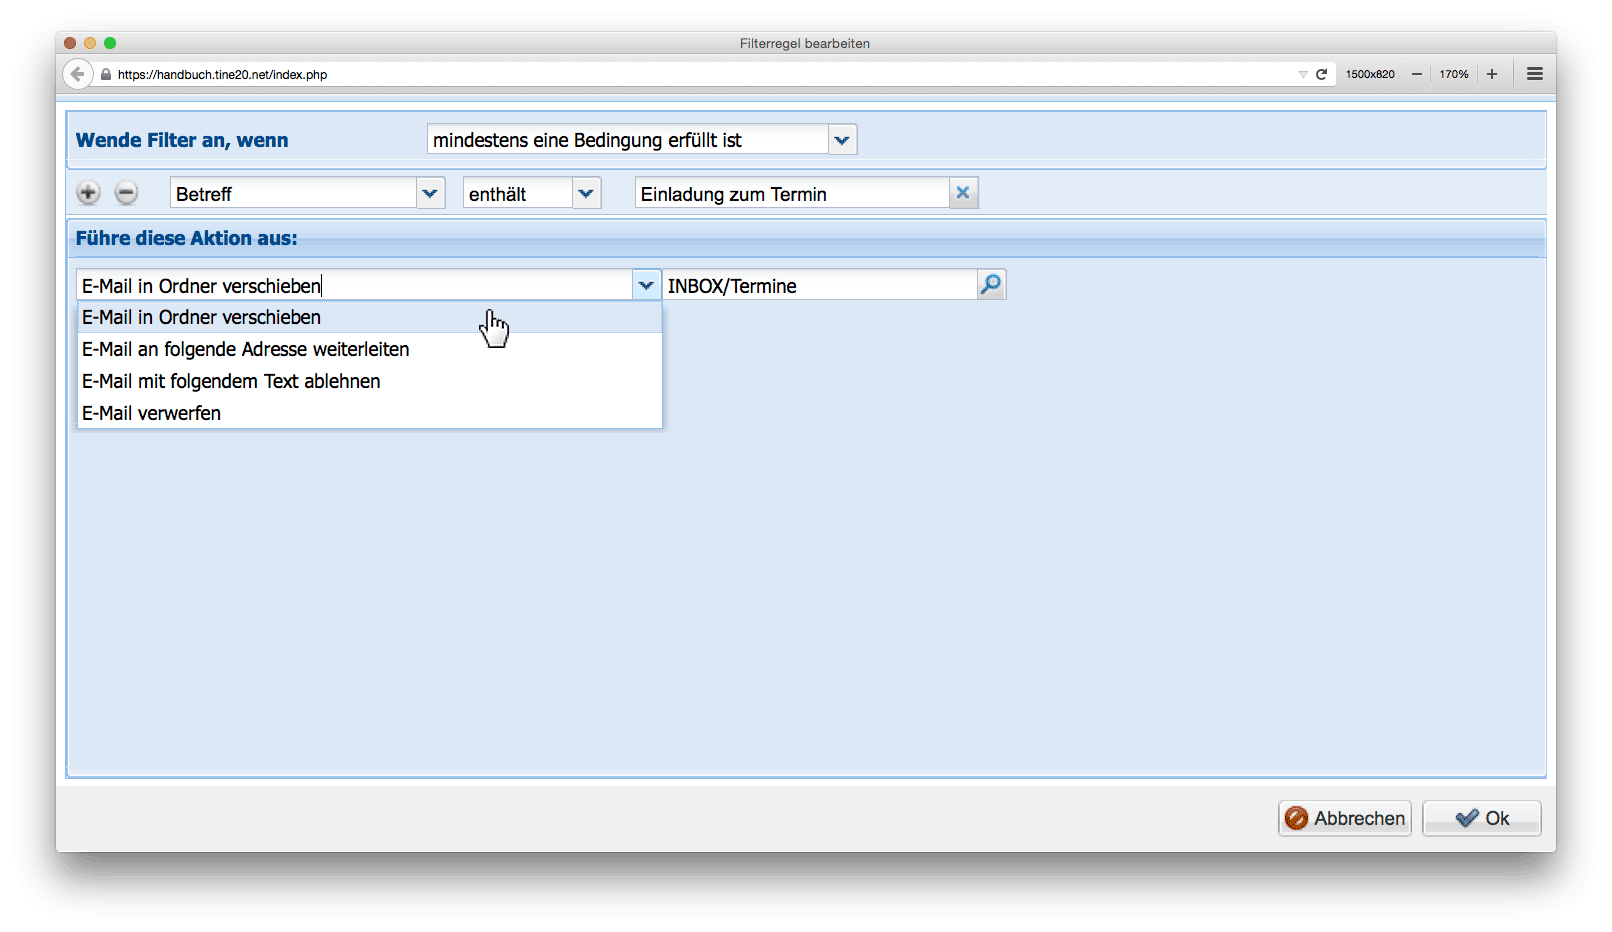 Filterregel bearbeiten
https://handbuch.tine20.net/index.php 1500x820 170%
Wende Filter an, wenn mindestens eine Bedingung erfüllt ist
Betreff enthält Einladung zum Termin
Führe diese Aktion aus:
E-Mail in Ordner verschieben INBOX/Termine
E-Mail in Ordner verschieben
E-Mail an folgende Adresse weiterleiten
E-Mail mit folgendem Text ablehnen
E-Mail verwerfen
Abbrechen Ok